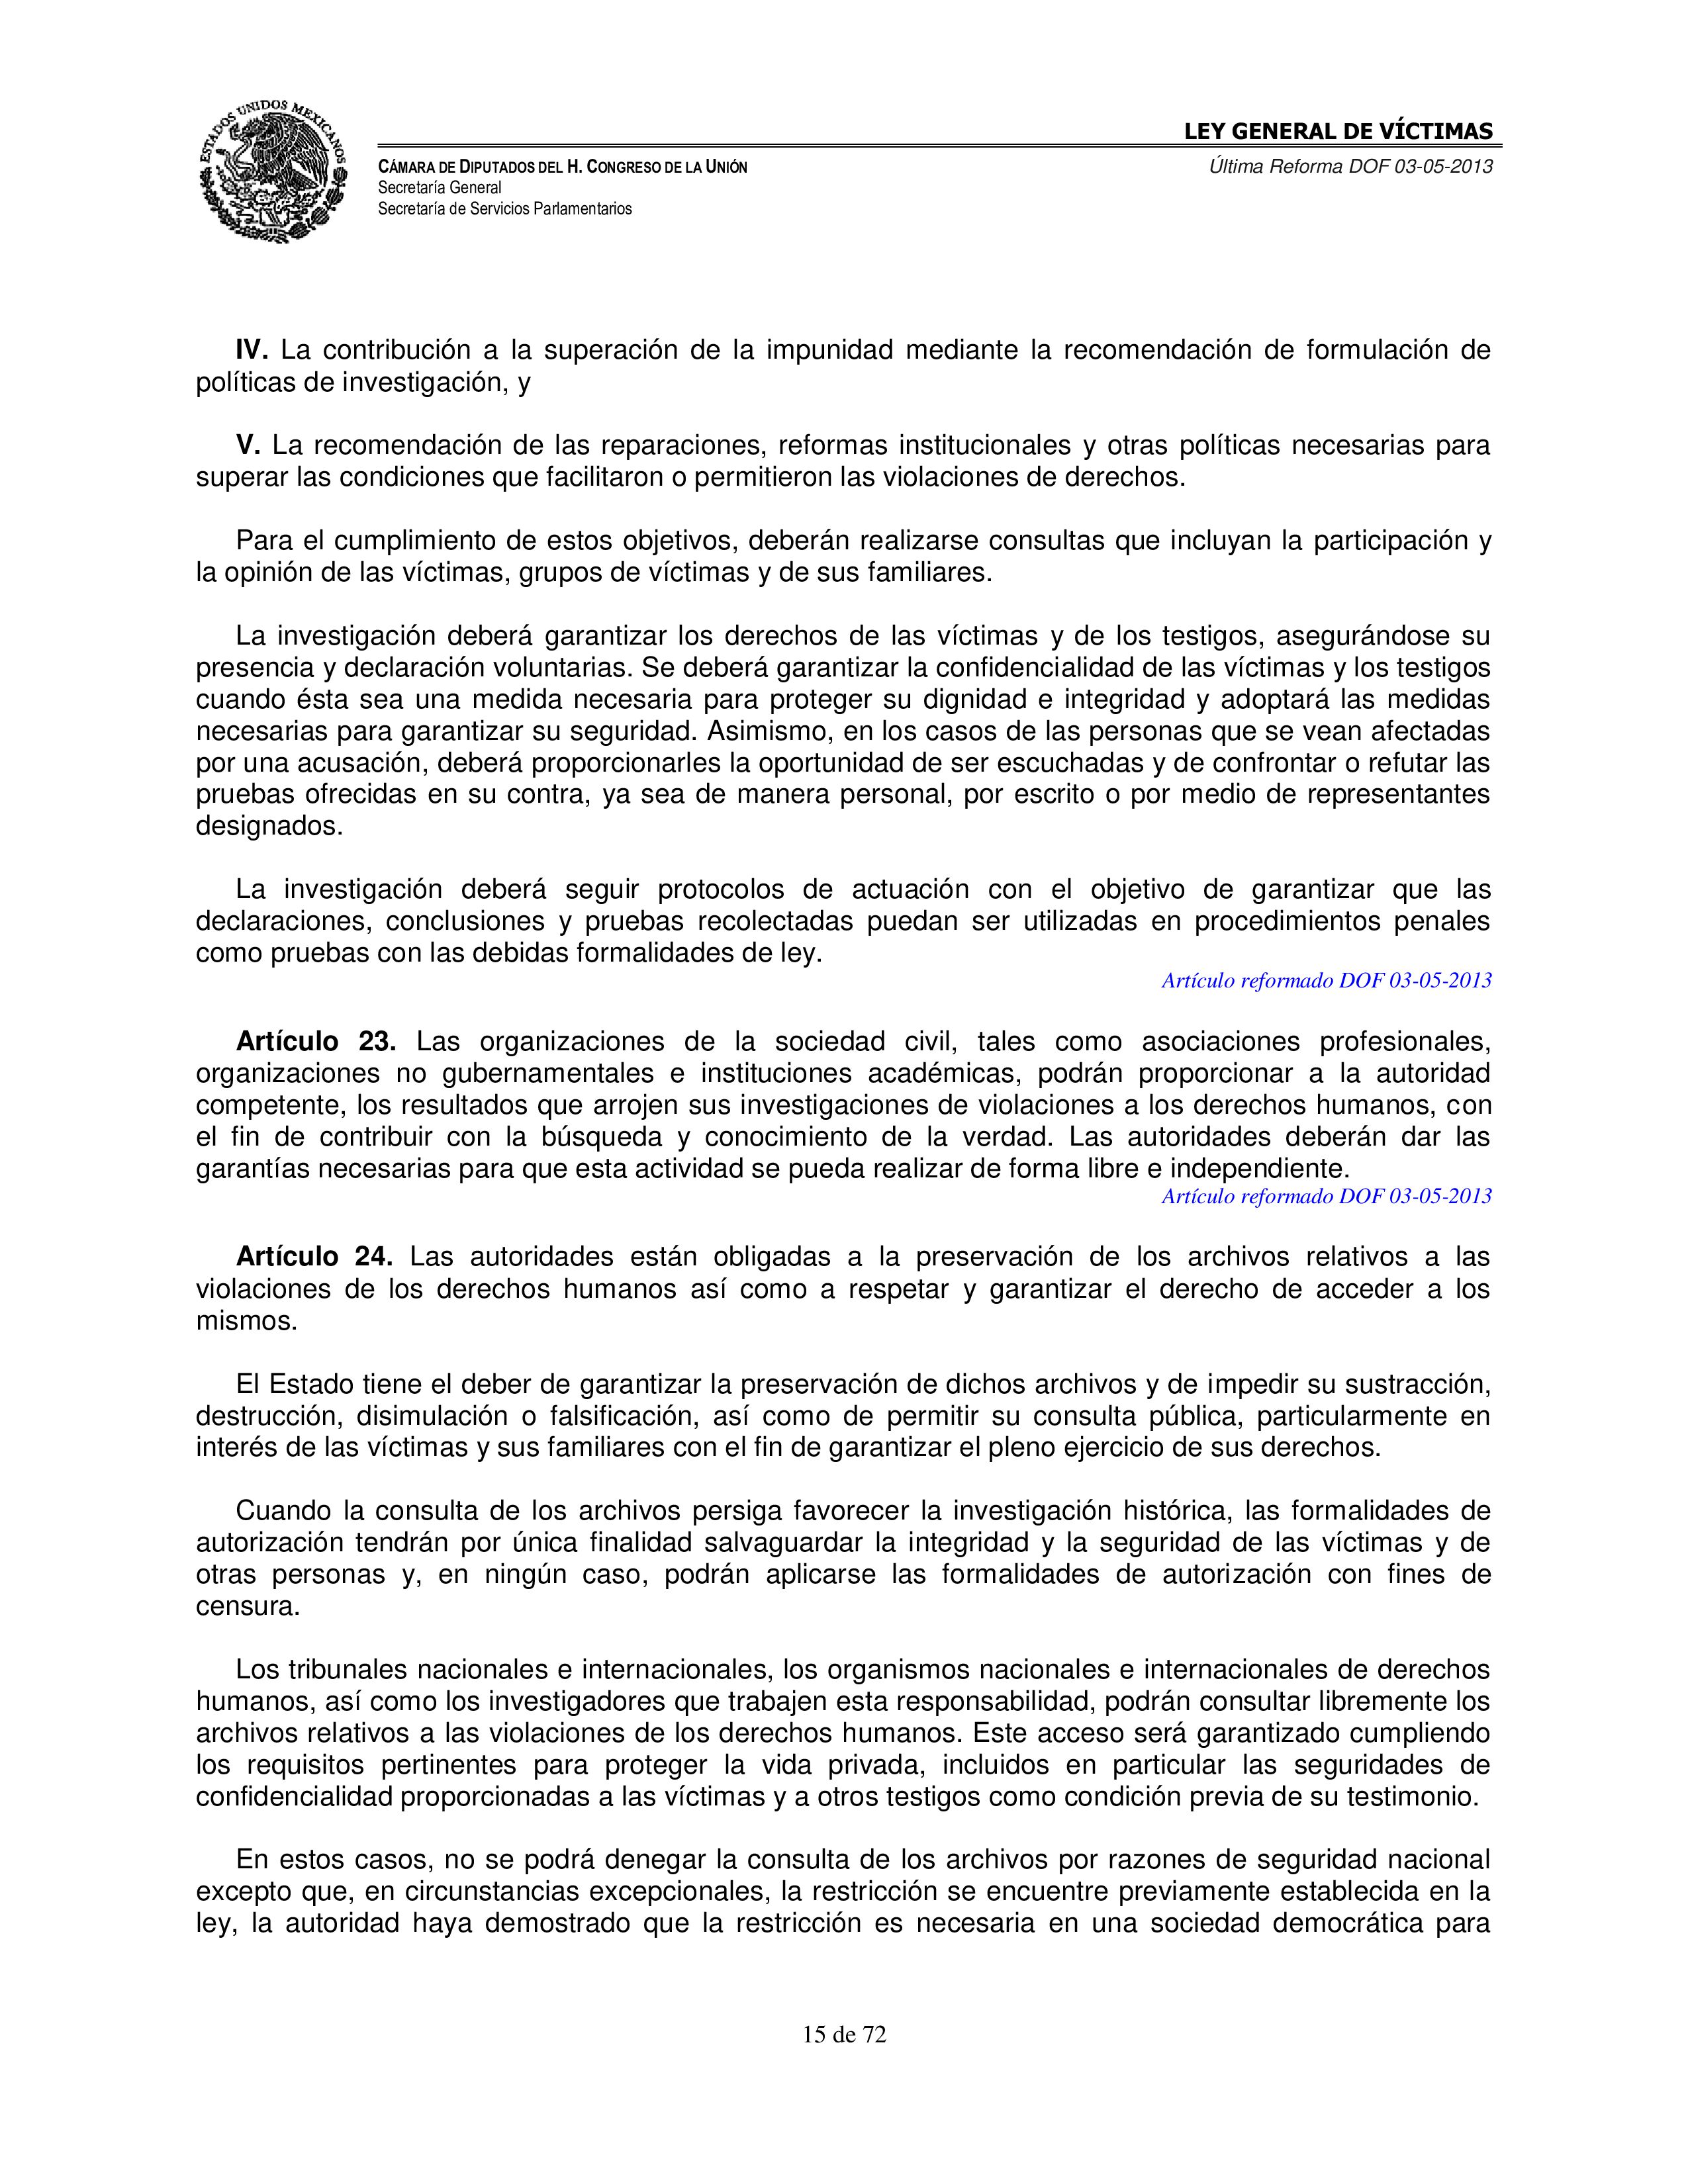 ESTADOS UNIDOS MEXICANOS
LEY GENERAL DE VÍCTIMAS
CÁMARA DE DIPUTADOS DEL H. CONGRESO DE LA UNIÓN
Última Reforma DOF 03-05-2013
Secretaría General
Secretaría de Servicios Parlamentarios
IV. La contribución a la superación de la impunidad mediante la recomendación de formulación de
políticas de investigación, y
V. La recomendación de las reparaciones, reformas institucionales y otras políticas necesarias para
superar las condiciones que facilitaron o permitieron las violaciones de derechos.
Para el cumplimiento de estos objetivos, deberán realizarse consultas que incluyan la participación y
la opinión de las víctimas, grupos de víctimas y de sus familiares.
La investigación deberá garantizar los derechos de las víctimas y de los testigos, asegurándose su
presencia y declaración voluntarias. Se deberá garantizar la confidencialidad de las víctimas y los testigos
cuando ésta sea una medida necesaria para proteger su dignidad e integridad y adoptará las medidas
necesarias para garantizar su seguridad. Asimismo, en los casos de las personas que se vean afectadas
por una acusación, deberá proporcionarles la oportunidad de ser escuchadas y de confrontar o refutar las
pruebas ofrecidas en su contra, ya sea de manera personal, por escrito o por medio de representantes
designados.
La investigación deberá seguir protocolos de actuación con el objetivo de garantizar que las
declaraciones, conclusiones y pruebas recolectadas puedan ser utilizadas en procedimientos penales
como pruebas con las debidas formalidades de ley.
Artículo reformado DOF 03-05-2013
Artículo 23. Las organizaciones de la sociedad civil, tales como asociaciones profesionales,
organizaciones no gubernamentales e instituciones académicas, podrán proporcionar a la autoridad
competente, los resultados que arrojen sus investigaciones de violaciones a los derechos humanos, con
el fin de contribuir con la búsqueda y conocimiento de la verdad. Las autoridades deberán dar las
garantías necesarias para que esta actividad se pueda realizar de forma libre e independiente.
Artículo reformado DOF 03-05-2013
Artículo 24. Las autoridades están obligadas a la preservación de los archivos relativos a las
violaciones de los derechos humanos así como a respetar y garantizar el derecho de acceder a los
mismos.
El Estado tiene el deber de garantizar la preservación de dichos archivos y de impedir su sustracción,
destrucción, disimulación o falsificación, así como de permitir su consulta pública, particularmente en
interés de las víctimas y sus familiares con el fin de garantizar el pleno ejercicio de sus derechos.
Cuando la consulta de los archivos persiga favorecer la investigación histórica, las formalidades de
autorización tendrán por única finalidad salvaguardar la integridad y la seguridad de las víctimas y de
otras personas y, en ningún caso, podrán aplicarse las formalidades de autorización con fines de
censura.
Los tribunales nacionales e internacionales, los organismos nacionales e internacionales de derechos
humanos, así como los investigadores que trabajen esta responsabilidad, podrán consultar libremente los
archivos relativos a las violaciones de los derechos humanos. Este acceso será garantizado cumpliendo
los requisitos pertinentes para proteger la vida privada, incluidos en particular las seguridades de
confidencialidad proporcionadas a las víctimas y a otros testigos como condición previa de su testimonio.
En estos casos, no se podrá denegar la consulta de los archivos por razones de seguridad nacional
excepto que, en circunstancias excepcionales, la restricción se encuentre previamente establecida en la
ley, la autoridad haya demostrado que la restricción es necesaria en una sociedad democrática para
15 de 72